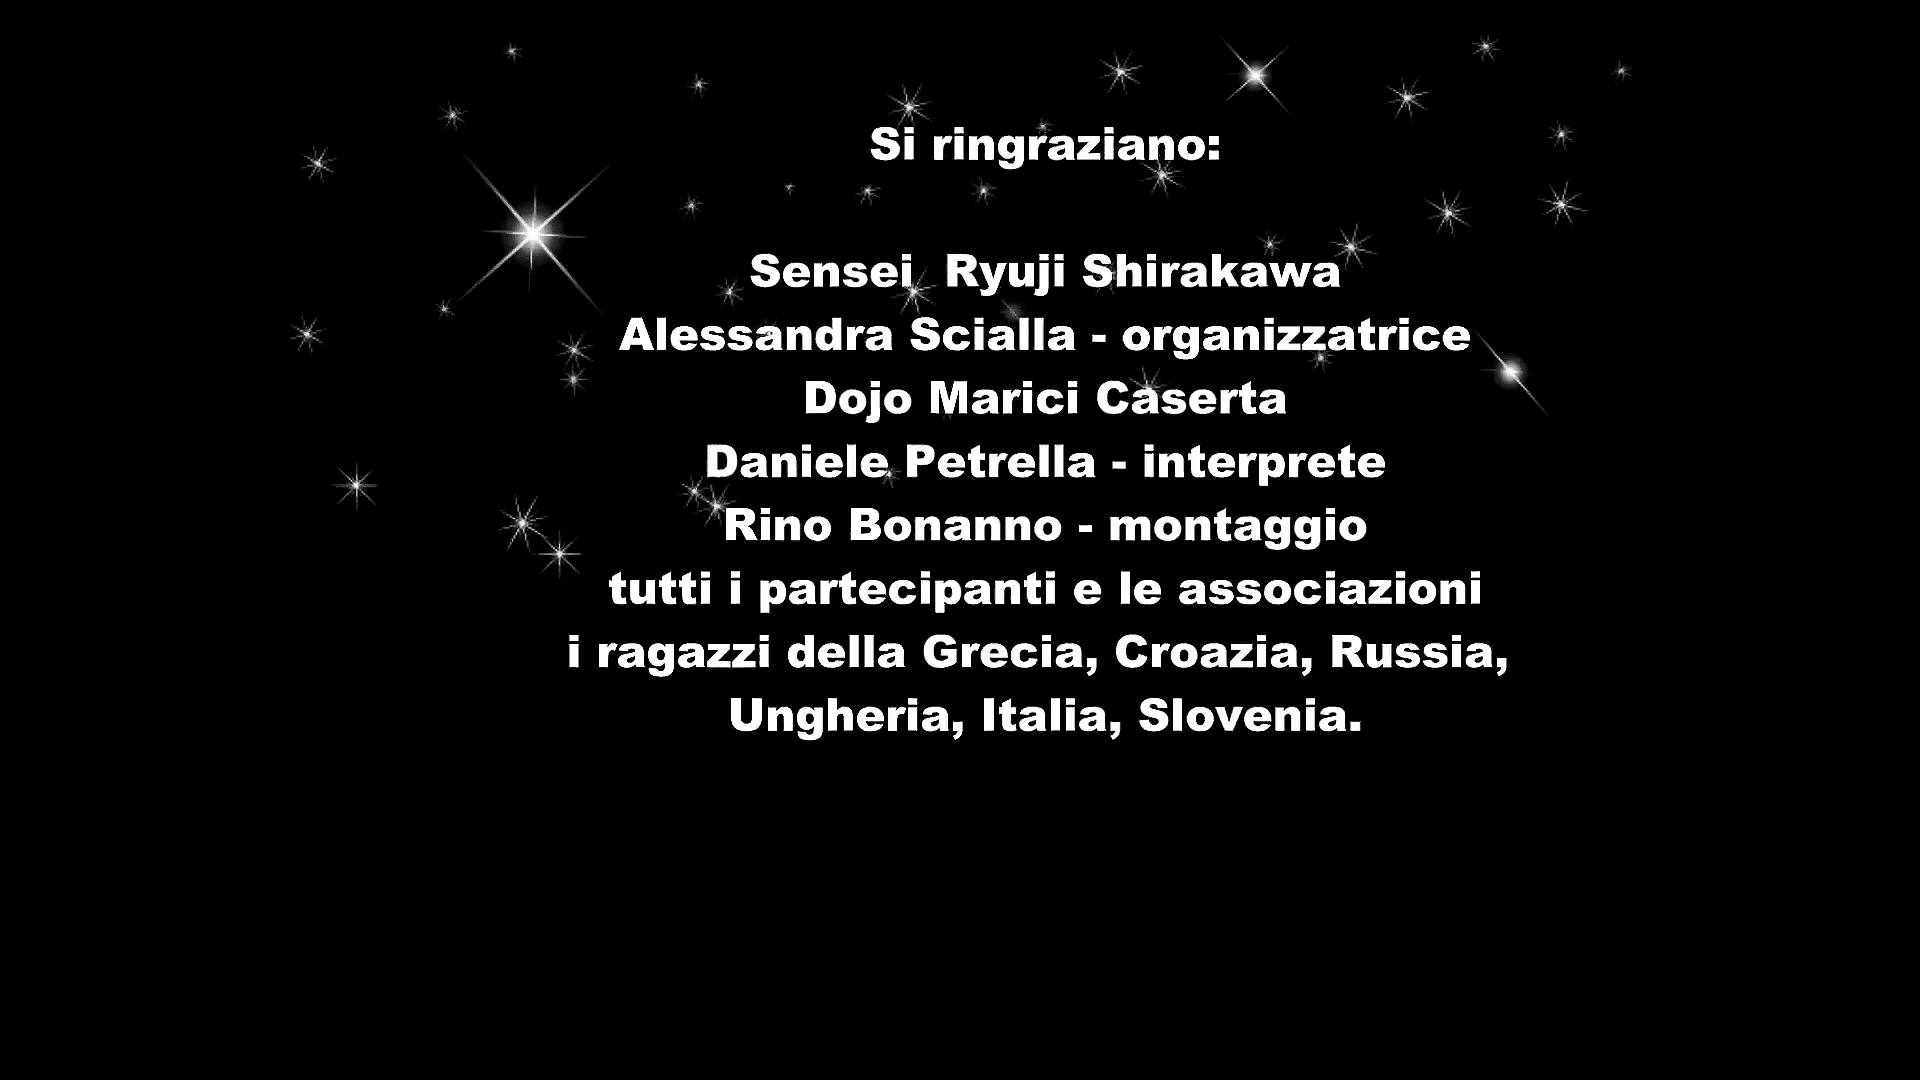 Si ringraziano:
Sensei  Ryuji Shirakawa
Alessandra Scialla - organizzatrice
Dojo Marici Caserta
Daniele Petrella - interprete
Rino Bonanno - montaggio
tutti i partecipanti e le associazioni
i ragazzi della Grecia, Croazia, Russia,
Ungheria, Italia, Slovenia.